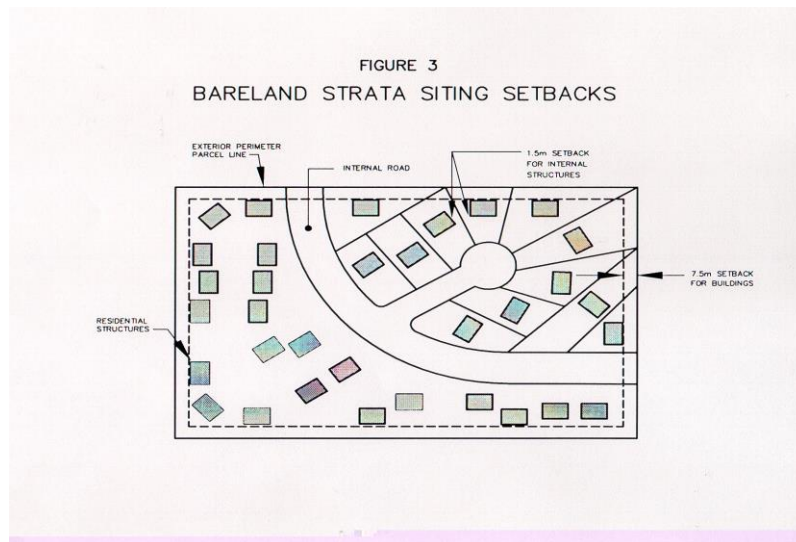 FIGURE 3
BARELAND STRATA SITING SETBACKS
EXTERIOR PERIMETER
PARCEL LINE
INTERNAL ROAD
1.5m SETBACK
FOR INTERNAL
STRUCTURES
7.5m SETBACK
FOR BUILDINGS
RESIDENTIAL
STRUCTURES